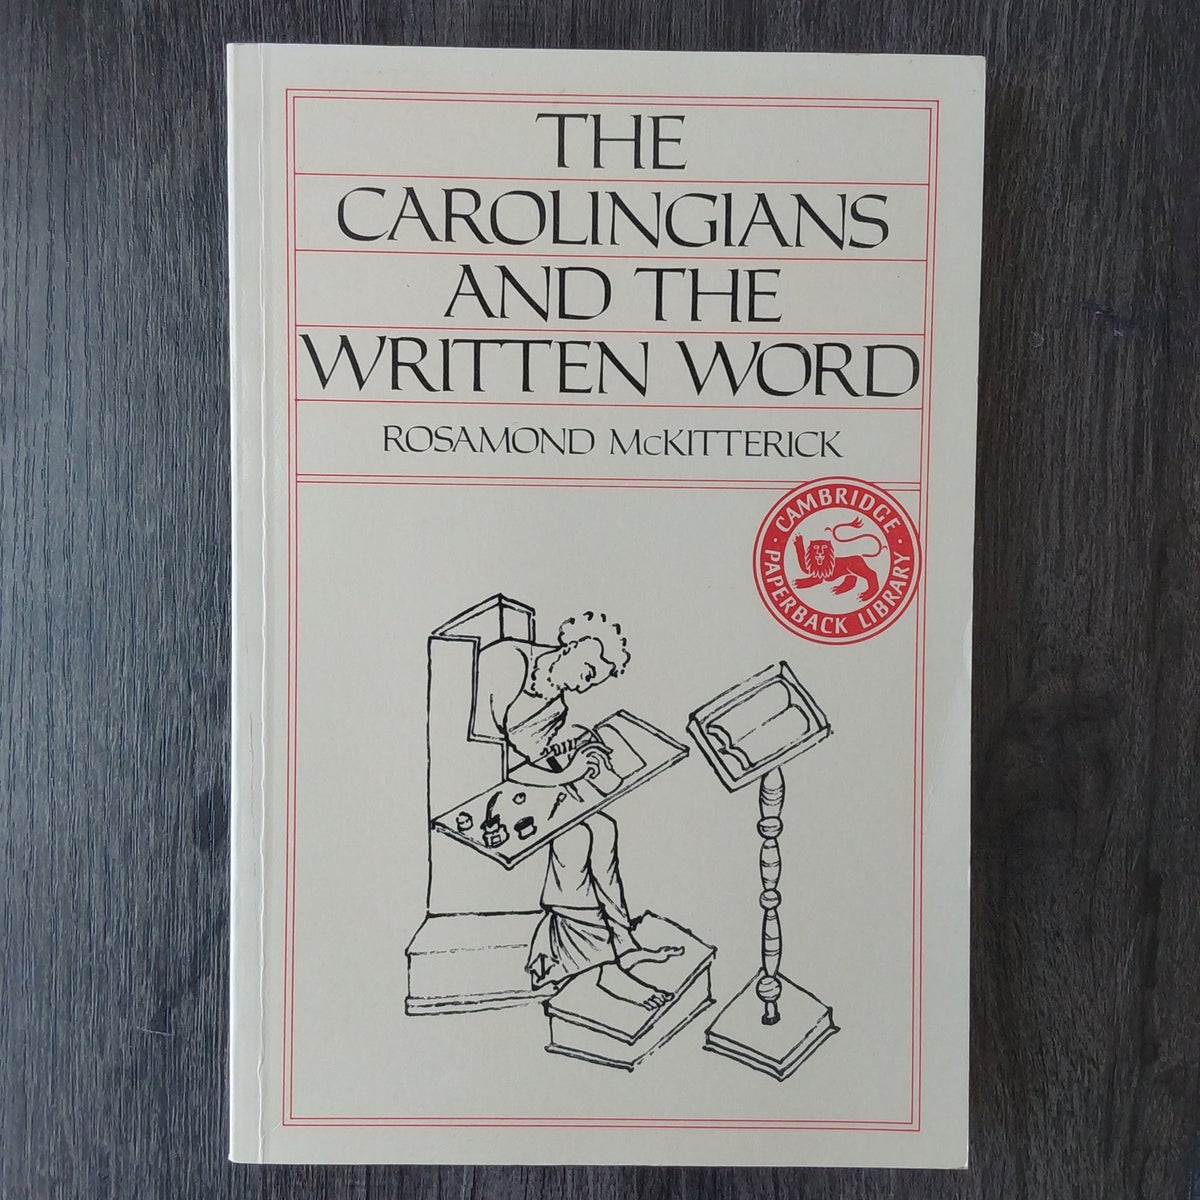 THE
CAROLINGIANS
AND THE
WRITTEN WORD
ROSAMOND McKITTERICK
· CAMBRIDGE ·
PAPERBACK LIBRARY